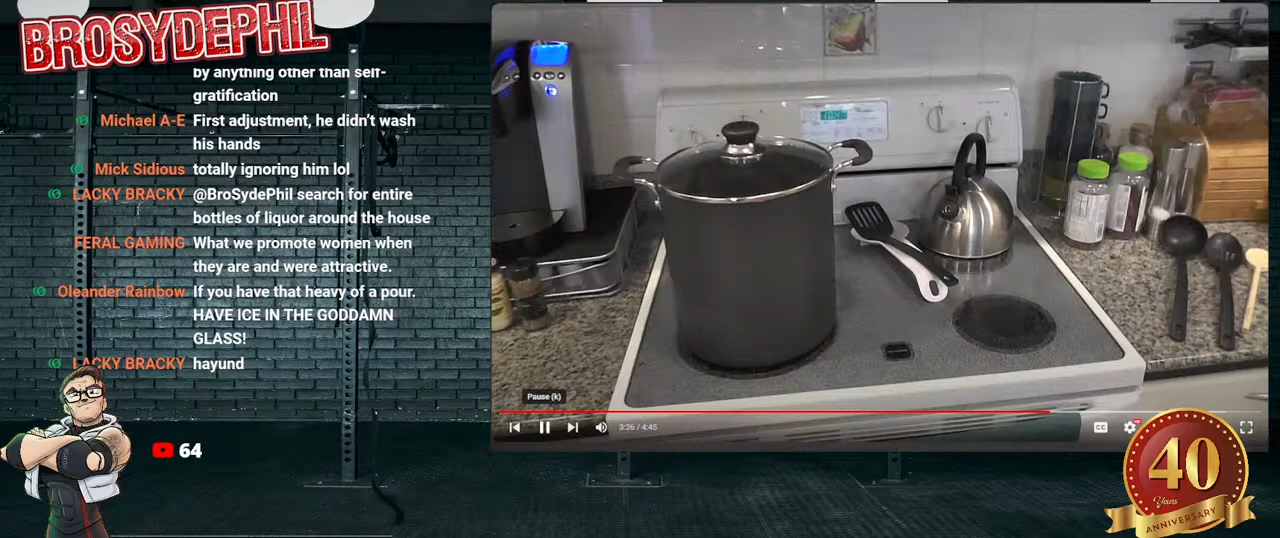 BROSYDEPHIL
by anything other than self-
gratification
Michael A-E First adjustment, he didn't wash
his hands
Mick Sidious totally ignoring him lol
LACKY BRACKY @BroSydePhil search for entire
bottles of liquor around the house
FERAL GAMING What we promote women when
they are and were attractive.
Oleander Rainbow If you have that heavy of a pour.
HAVE ICE IN THE GODDAMN
GLASS!
LACKY BRACKY hayund
64
Pause (k)
3:26 / 4:45
CC
40
Years
ANNIVERSARY